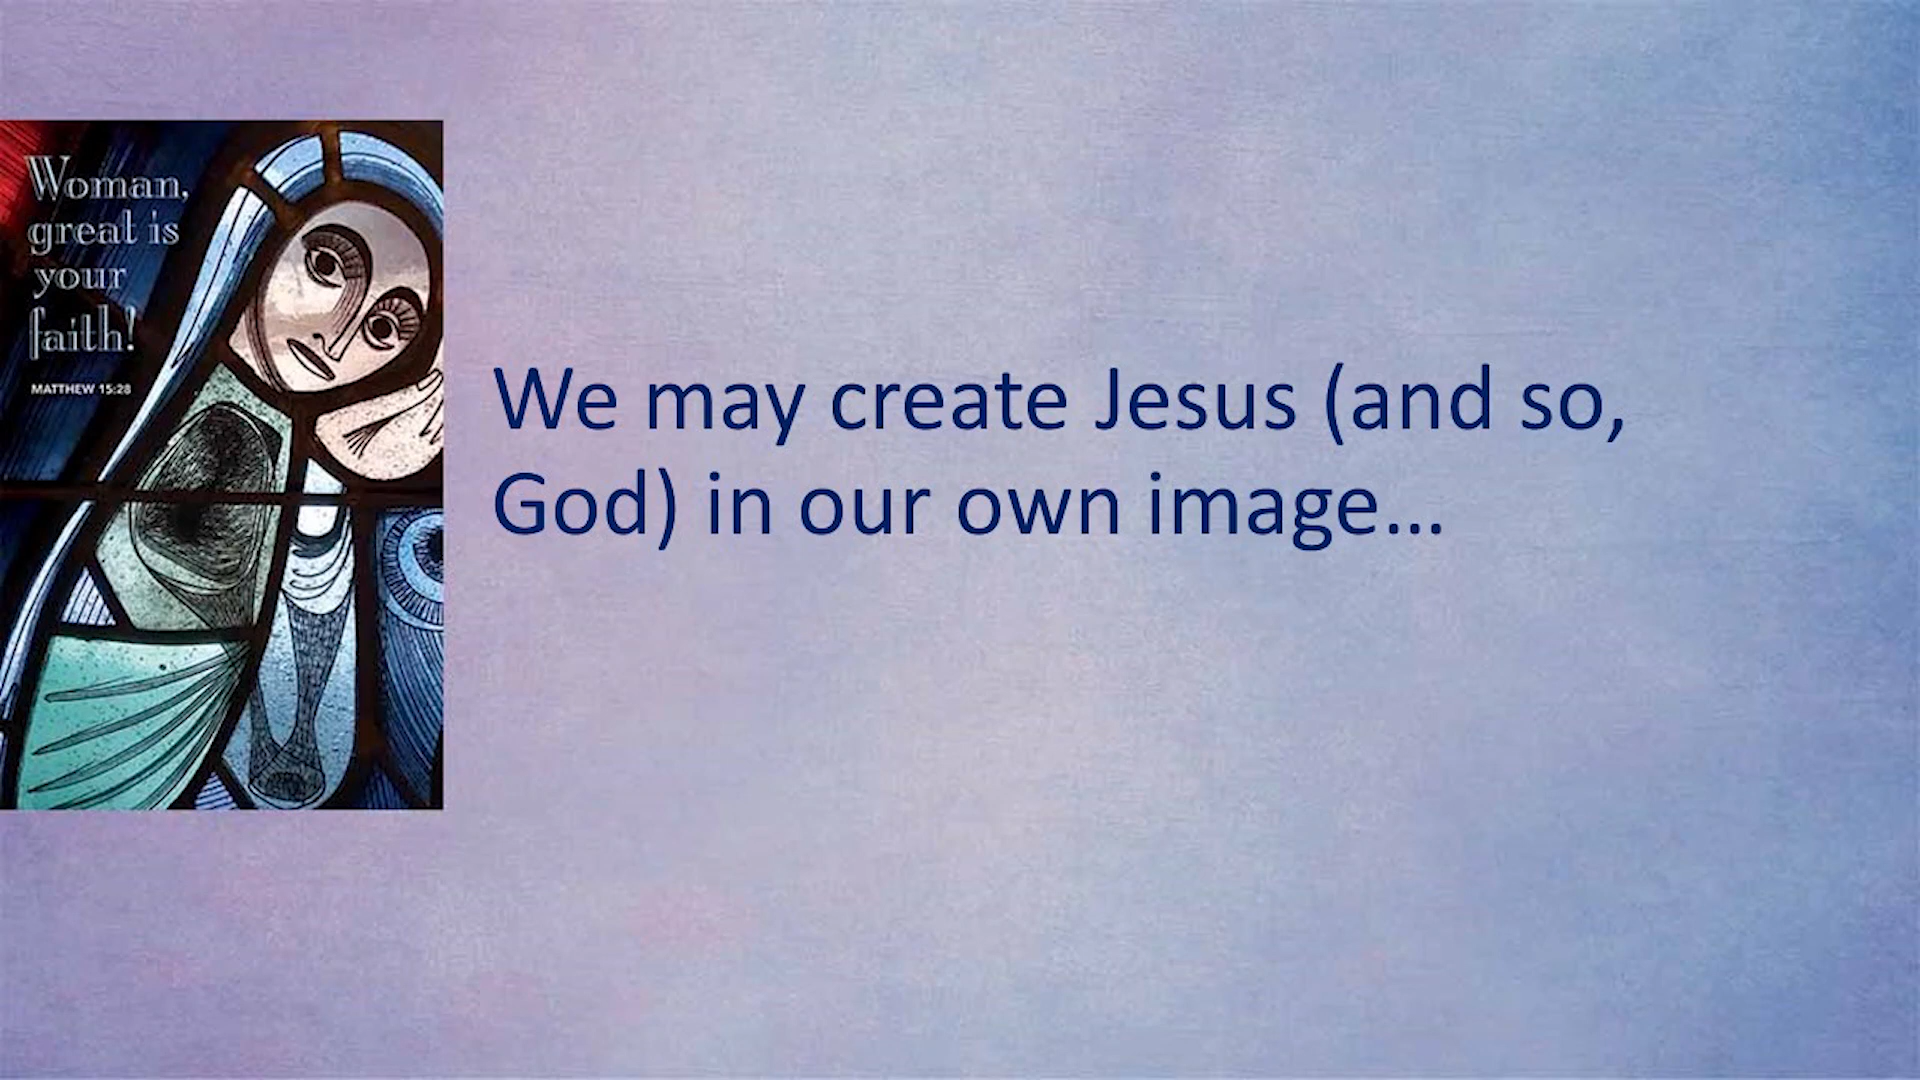 Woman,
great is
your
faith!
MATTHEW 15:28
We may create Jesus (and so,
God) in our own image...